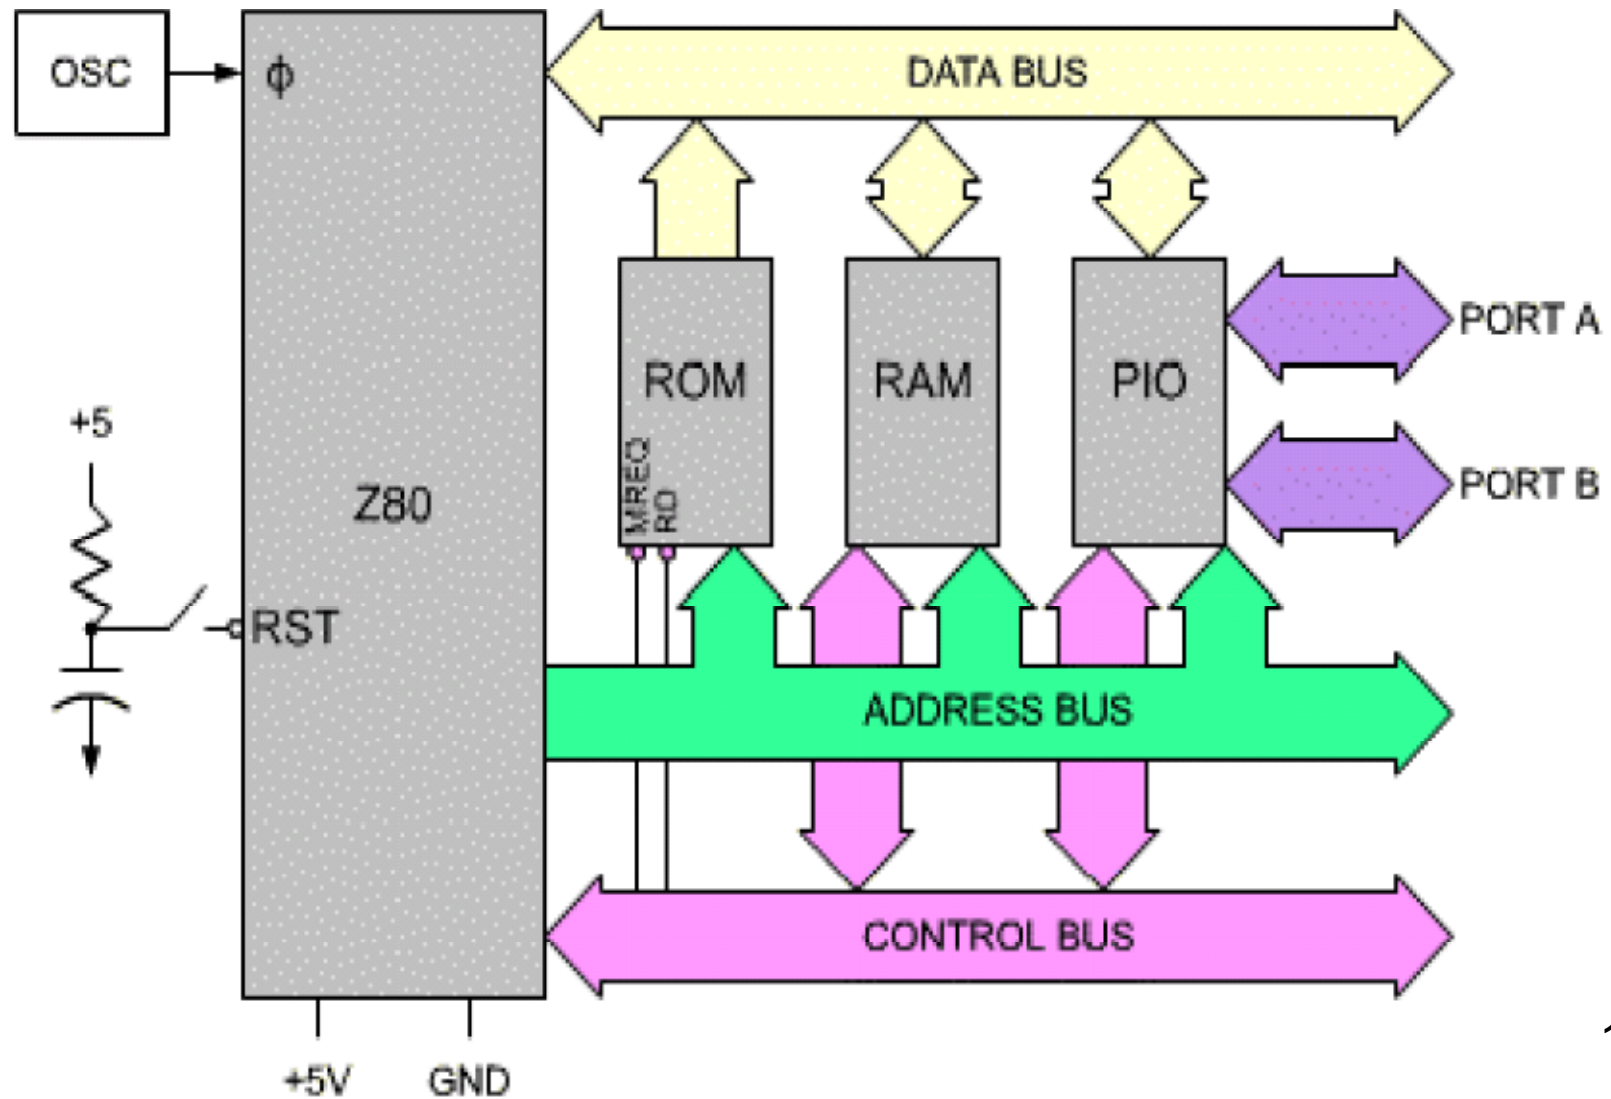 OSC
ϕ
DATA BUS
ROM
RAM
PIO
PORT A
PORT B
MREQ
RD
+5
Z80
RST
ADDRESS BUS
CONTROL BUS
+5V
GND